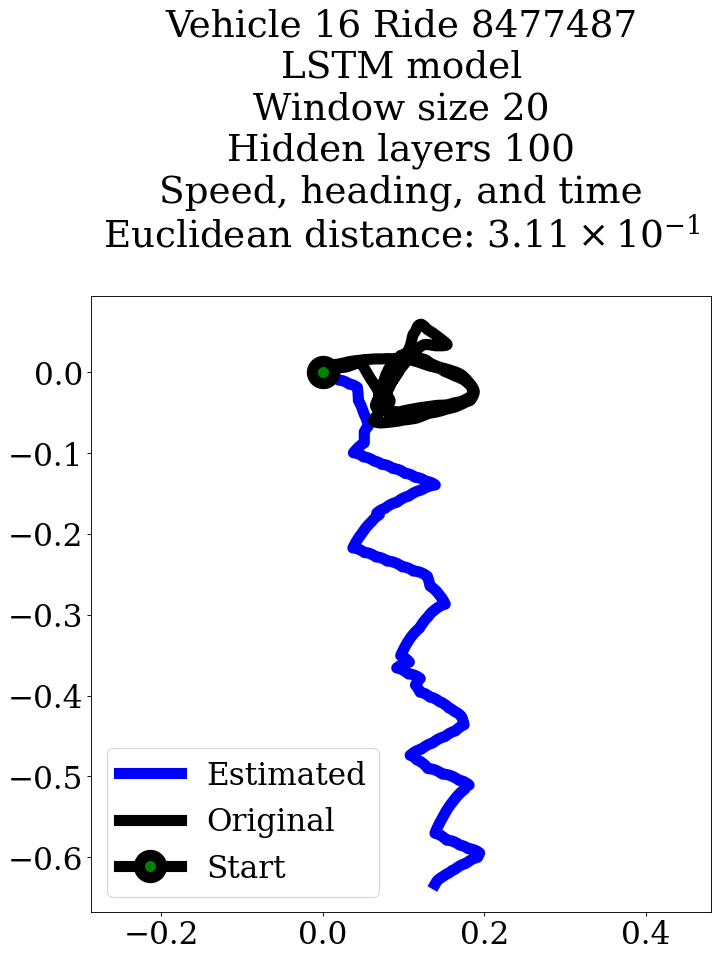 Vehicle 16 Ride 8477487
LSTM model
Window size 20
Hidden layers 100
Speed, heading, and time
Euclidean distance: 3.11 × 10⁻¹
0.0
−0.1
−0.2
−0.3
−0.4
−0.5
−0.6
Estimated
Original
Start
−0.2 0.0 0.2 0.4